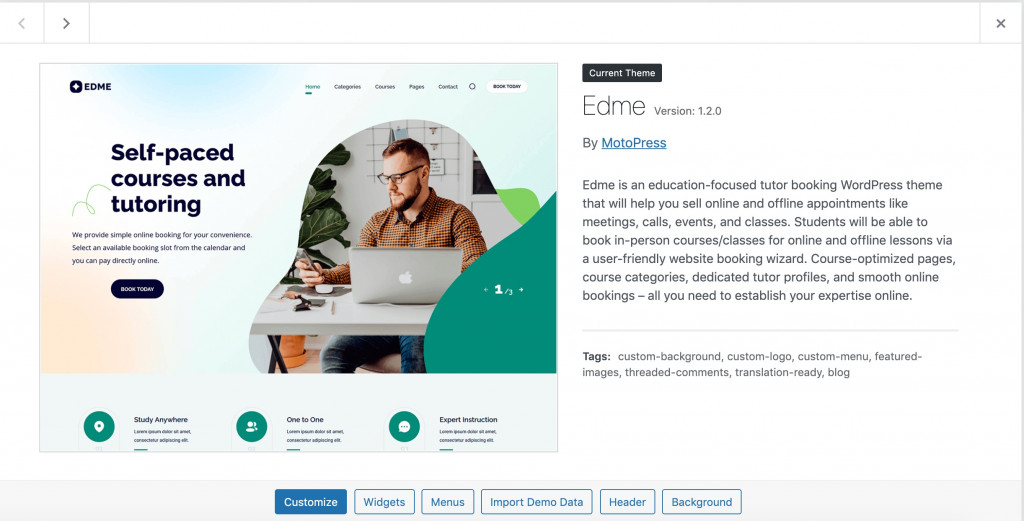 EDME
Home Categories Courses Pages Contact BOOK TODAY
Self-paced
courses and
tutoring
We provide simple online booking for your convenience.
Select an available booking slot from the calendar and
you can pay directly online.
BOOK TODAY
1/3
Study Anywhere
Lorem ipsum dolor sit amet,
consectetur adipiscing elit.
One to One
Lorem ipsum dolor sit amet,
consectetur adipiscing elit.
Expert Instruction
Lorem ipsum dolor sit amet,
consectetur adipiscing elit.
Current Theme
Edme Version: 1.2.0
By MotoPress
Edme is an education-focused tutor booking WordPress theme
that will help you sell online and offline appointments like
meetings, calls, events, and classes. Students will be able to
book in-person courses/classes for online and offline lessons via
a user-friendly website booking wizard. Course-optimized pages,
course categories, dedicated tutor profiles, and smooth online
bookings – all you need to establish your expertise online.
Tags: custom-background, custom-logo, custom-menu, featured-
images, threaded-comments, translation-ready, blog
Customize Widgets Menus Import Demo Data Header Background